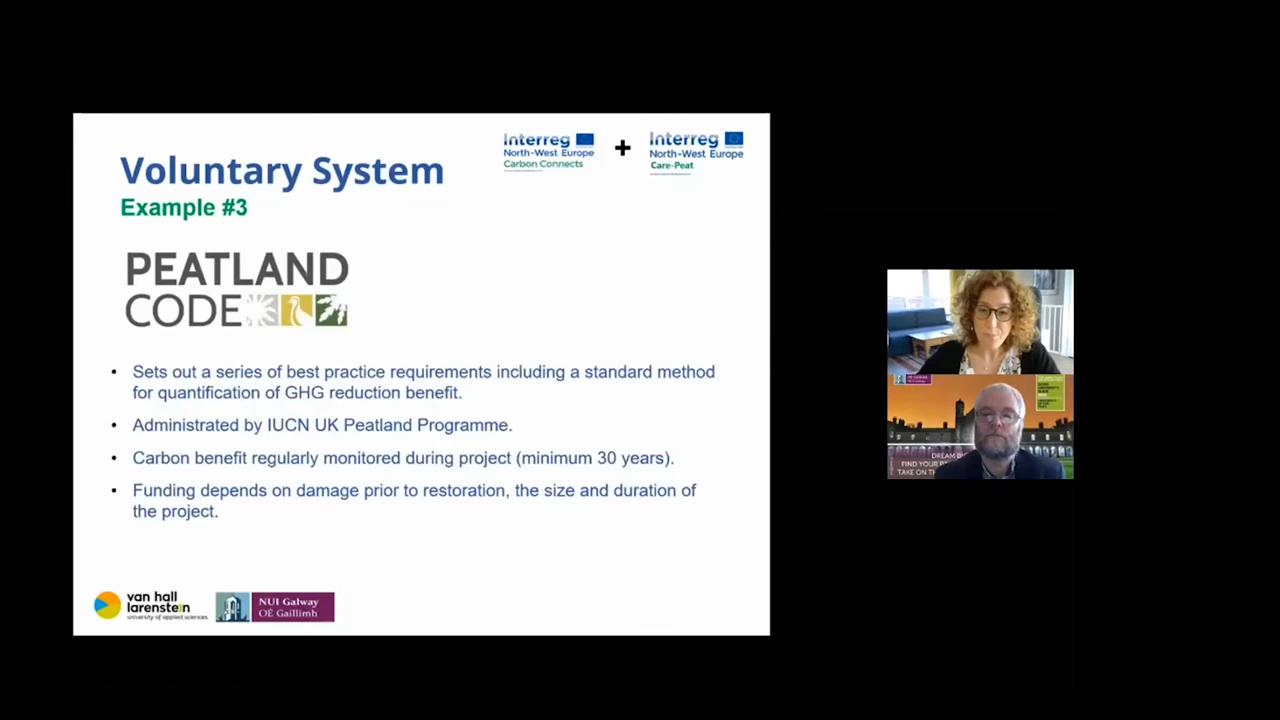 Voluntary System
Example #3
Interreg
North-West Europe
Carbon Connects
+
Interreg
North-West Europe
Care-Peat
PEATLAND
CODE
• Sets out a series of best practice requirements including a standard method
for quantification of GHG reduction benefit.
• Administrated by IUCN UK Peatland Programme.
• Carbon benefit regularly monitored during project (minimum 30 years).
• Funding depends on damage prior to restoration, the size and duration of
the project.
van hall
larenstein
university of applied sciences
NUI Galway
OÉ Gaillimh
DREAM
FIND YOUR
TAKE ON